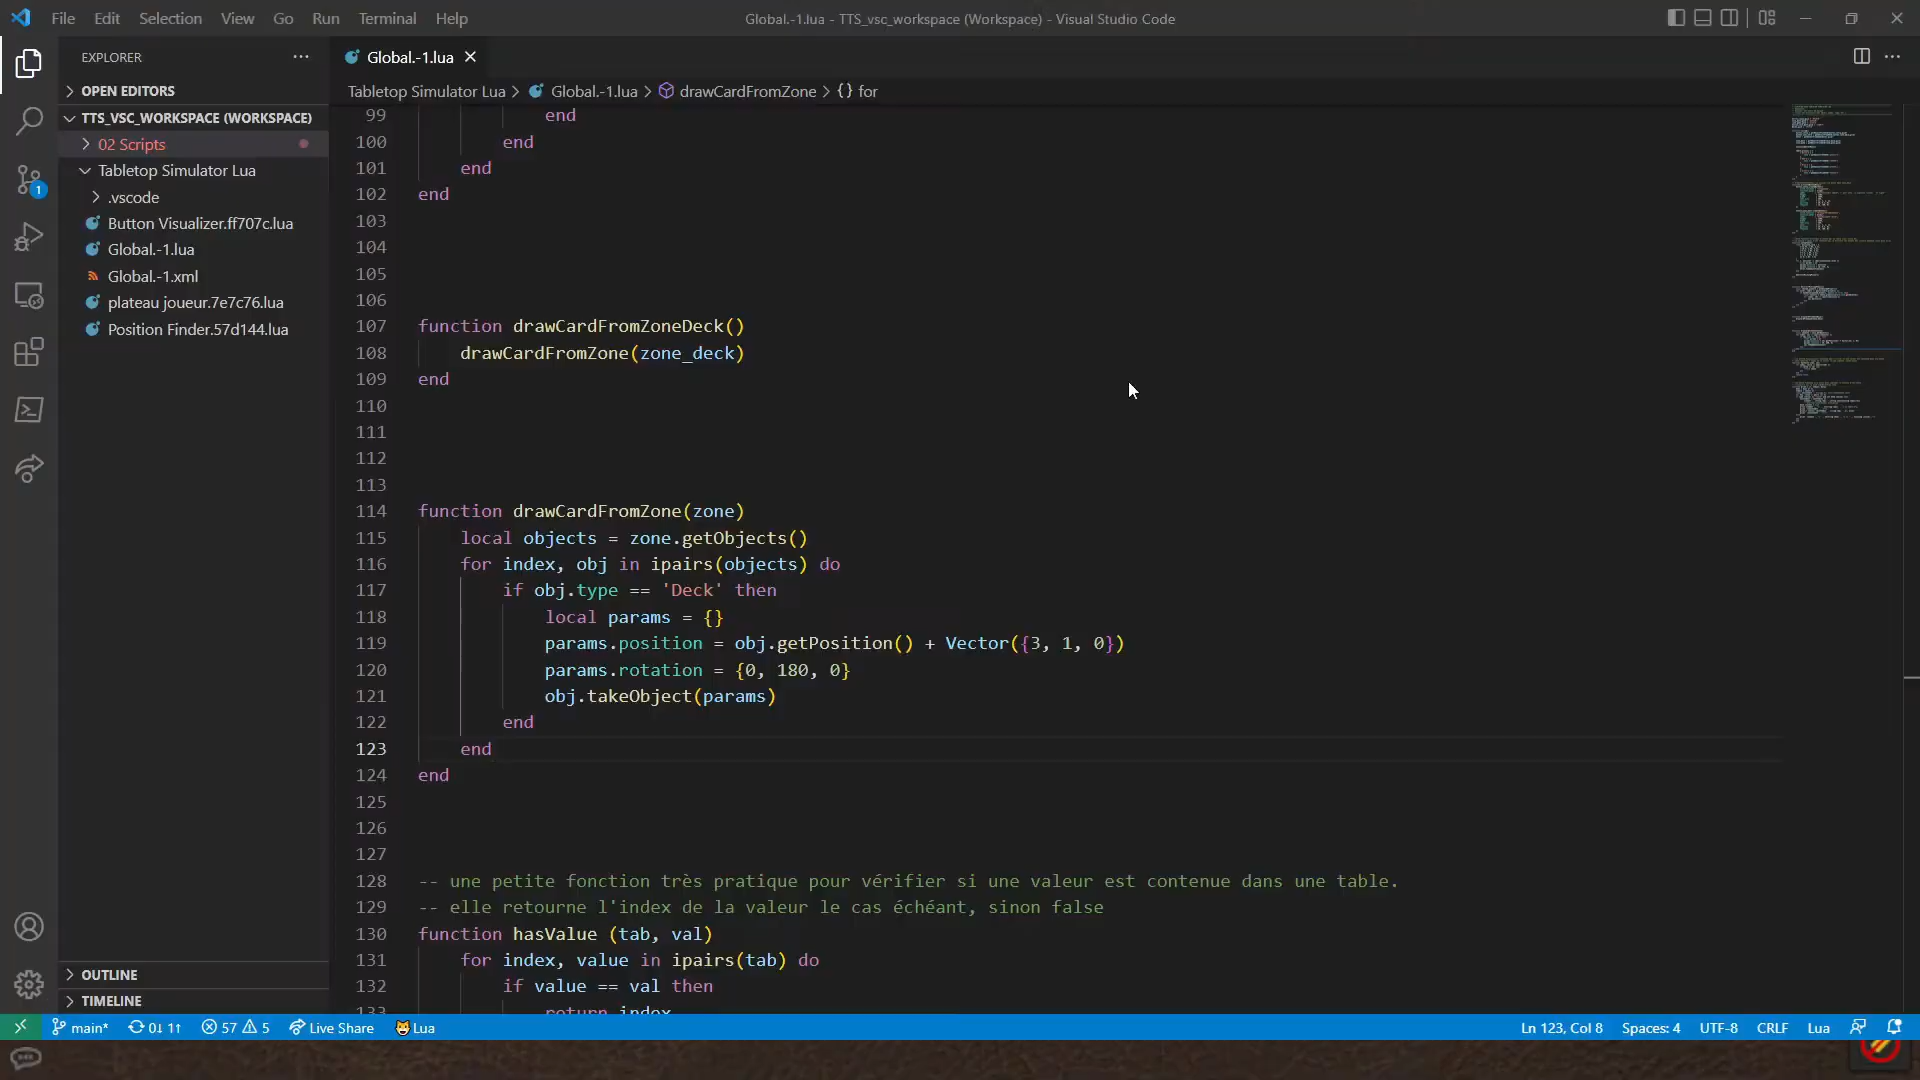 File Edit Selection View Go Run Terminal Help
Global.-1.lua - TTS_vsc_workspace (Workspace) - Visual Studio Code
EXPLORER
OPEN EDITORS
TTS_VSC_WORKSPACE (WORKSPACE)
02 Scripts
Tabletop Simulator Lua
.vscode
Button Visualizer.ff707c.lua
Global.-1.lua
Global.-1.xml
plateau joueur.7e7c76.lua
Position Finder.57d144.lua
OUTLINE
TIMELINE
1
Global.-1.lua
Tabletop Simulator Lua > Global.-1.lua > drawCardFromZone > {} for
99 end
100 end
101 end
102 end
103
104
105
106
107 function drawCardFromZoneDeck()
108 drawCardFromZone(zone_deck)
109 end
110
111
112
113
114 function drawCardFromZone(zone)
115 local objects = zone.getObjects()
116 for index, obj in ipairs(objects) do
117 if obj.type == 'Deck' then
118 local params = {}
119 params.position = obj.getPosition() + Vector({3, 1, 0})
120 params.rotation = {0, 180, 0}
121 obj.takeObject(params)
122 end
123 end
124 end
125
126
127
128 -- une petite fonction très pratique pour vérifier si une valeur est contenue dans une table.
129 -- elle retourne l'index de la valeur le cas échéant, sinon false
130 function hasValue (tab, val)
131 for index, value in ipairs(tab) do
132 if value == val then
133 return index
main* 0↓ 1↑ 57 5 Live Share Lua
Ln 123, Col 8 Spaces: 4 UTF-8 CRLF Lua